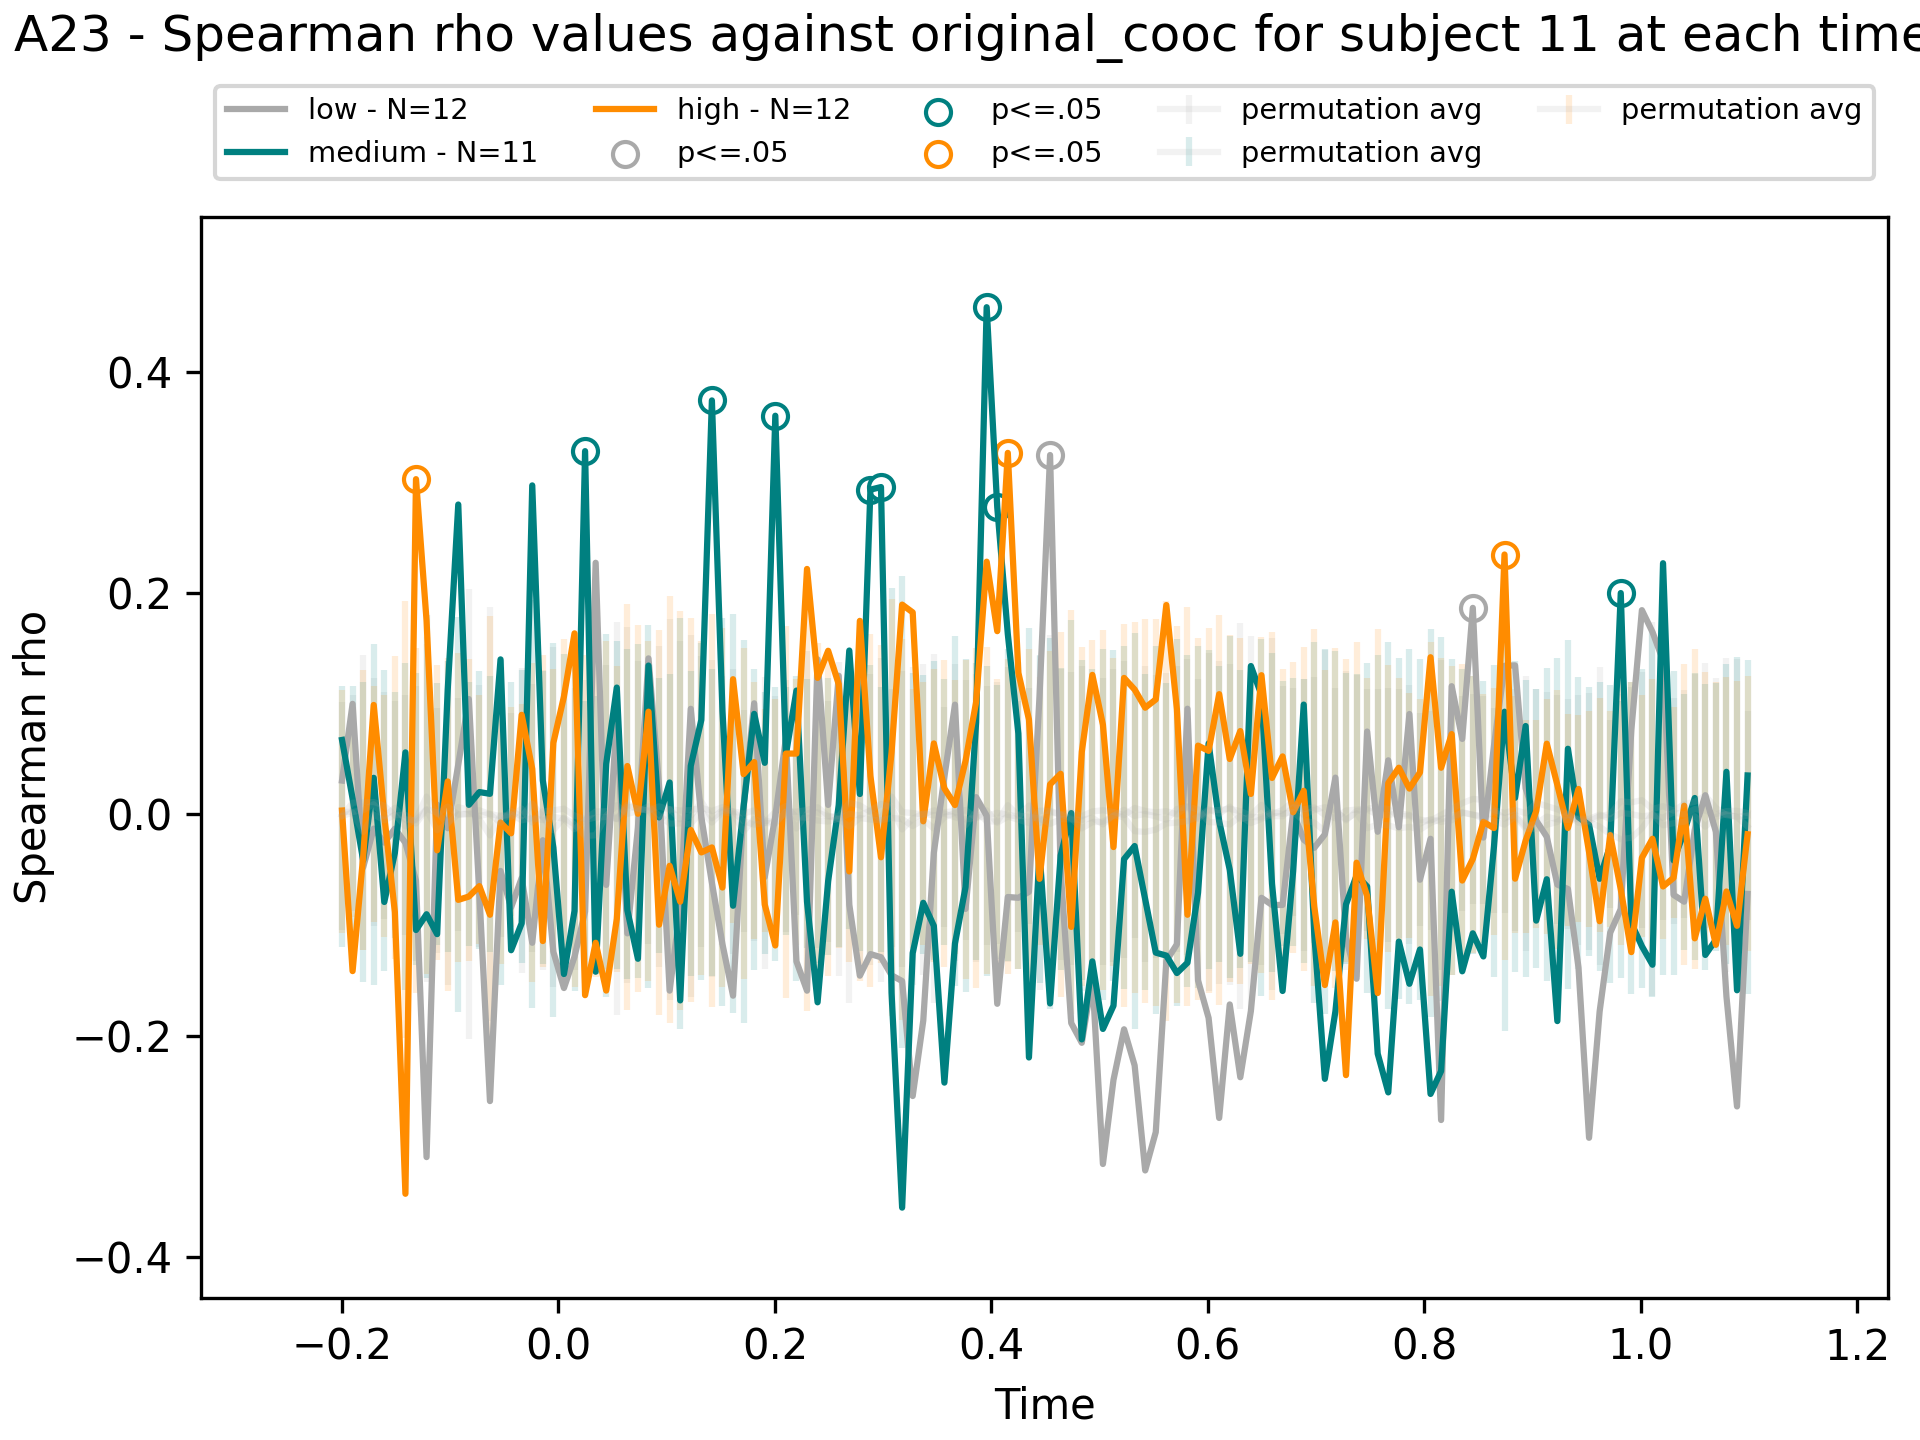 A23 - Spearman rho values against original_cooc for subject 11 at each time
low - N=12
medium - N=11
high - N=12
p<=.05
p<=.05
p<=.05
permutation avg
permutation avg
permutation avg
Spearman rho
0.4
0.2
0.0
−0.2
−0.4
−0.2 0.0 0.2 0.4 0.6 0.8 1.0 1.2
Time